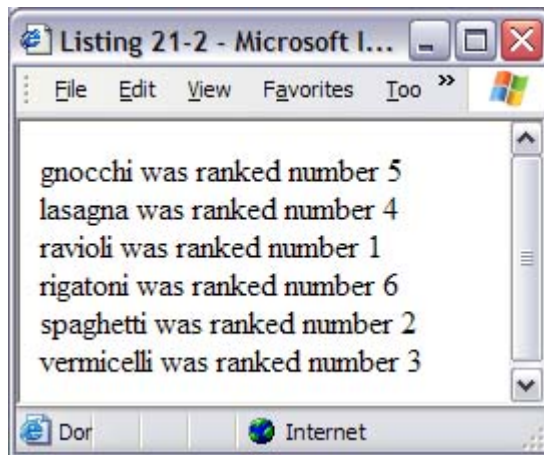 Listing 21-2 - Microsoft I...
File Edit View Favorites Too »
gnocchi was ranked number 5
lasagna was ranked number 4
ravioli was ranked number 1
rigatoni was ranked number 6
spaghetti was ranked number 2
vermicelli was ranked number 3
Dor Internet